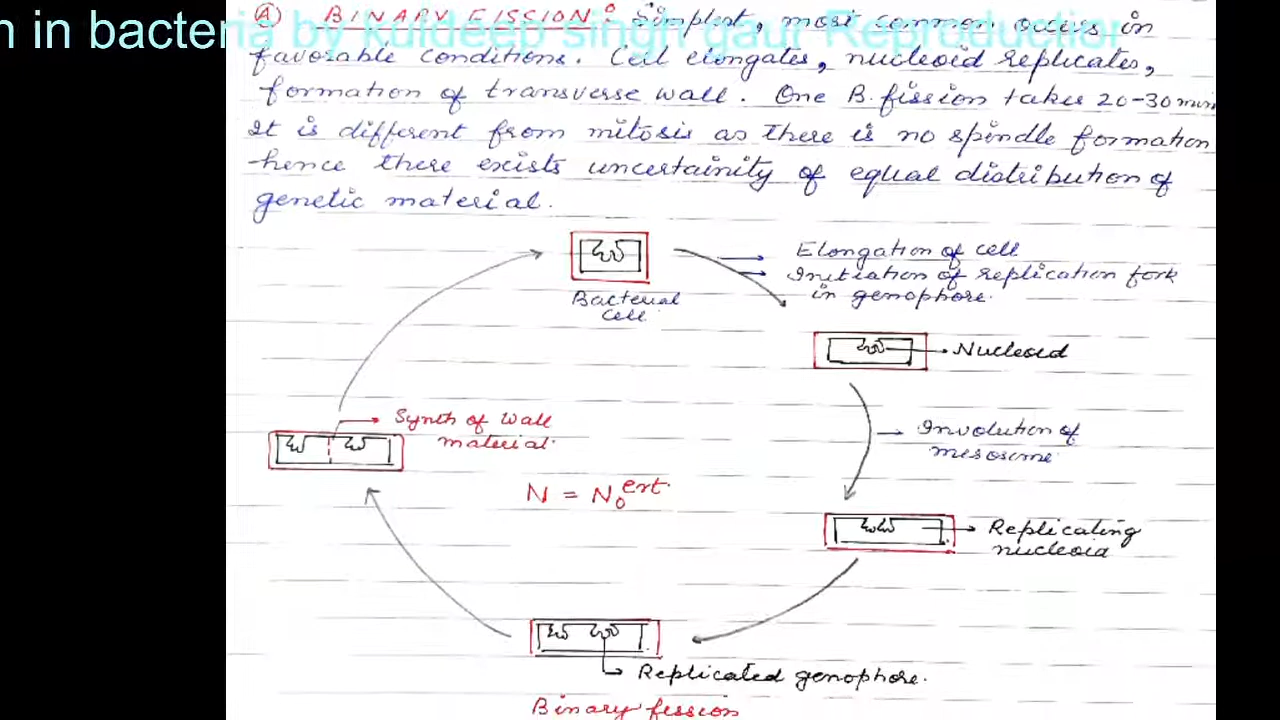 n in bacteria by kuldeep singh gaur Reproduction
(A) BINARY FISSION : Simplest, most common occurs in
favorable conditions. Cell elongates, nucleoid replicates,
formation of transverse wall. One B.fission takes 20-30 min
It is different from mitosis as there is no spindle formation
hence there exists uncertainity of equal distribution of
genetic material.
Elongation of cell
Initiation of replication fork
in genophore.
Bacterial
cell
Nucleoid
Synth of wall
material
Involution of
mesosome
N = N₀ᵉʳᵗ
Replicating
nucleoid
Replicated genophore.
Binary fission